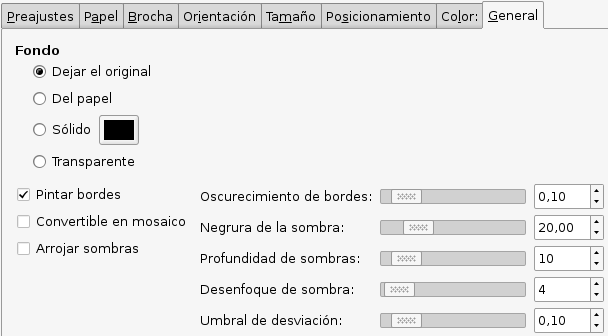 Preajustes Papel Brocha Orientación Tamaño Posicionamiento Color: General
Fondo
Dejar el original
Del papel
Sólido
Transparente
Pintar bordes
Convertible en mosaico
Arrojar sombras
Oscurecimiento de bordes: 0,10
Negrura de la sombra: 20,00
Profundidad de sombras: 10
Desenfoque de sombra: 4
Umbral de desviación: 0,10